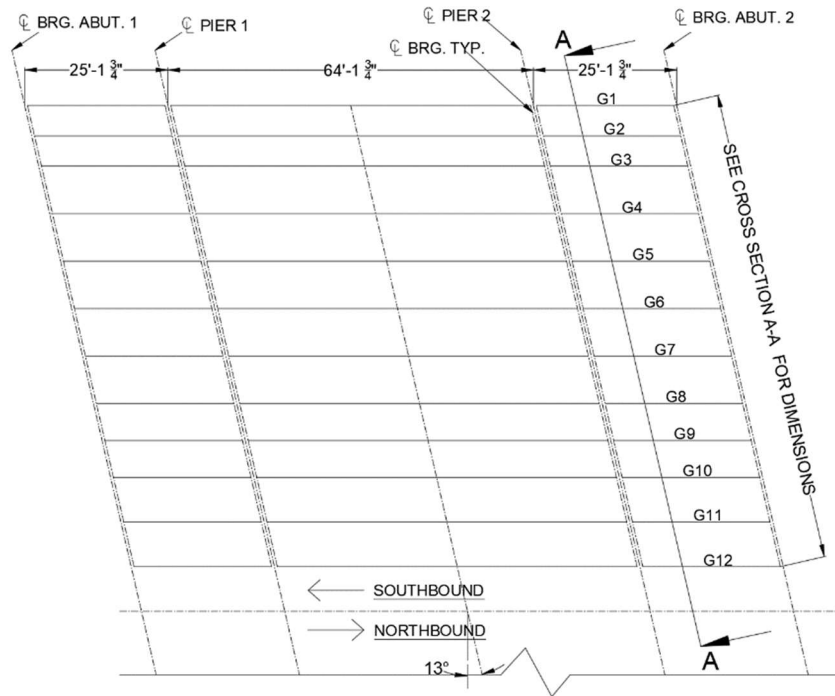 ℄ BRG. ABUT. 1
℄ PIER 1
℄ PIER 2
℄ BRG. TYP.
A
℄ BRG. ABUT. 2
25'-1 3/4"
64'-1 3/4"
25'-1 3/4"
G1
G2
G3
G4
G5
G6
G7
G8
G9
G10
G11
G12
SEE CROSS SECTION A-A FOR DIMENSIONS
SOUTHBOUND
NORTHBOUND
13°
A